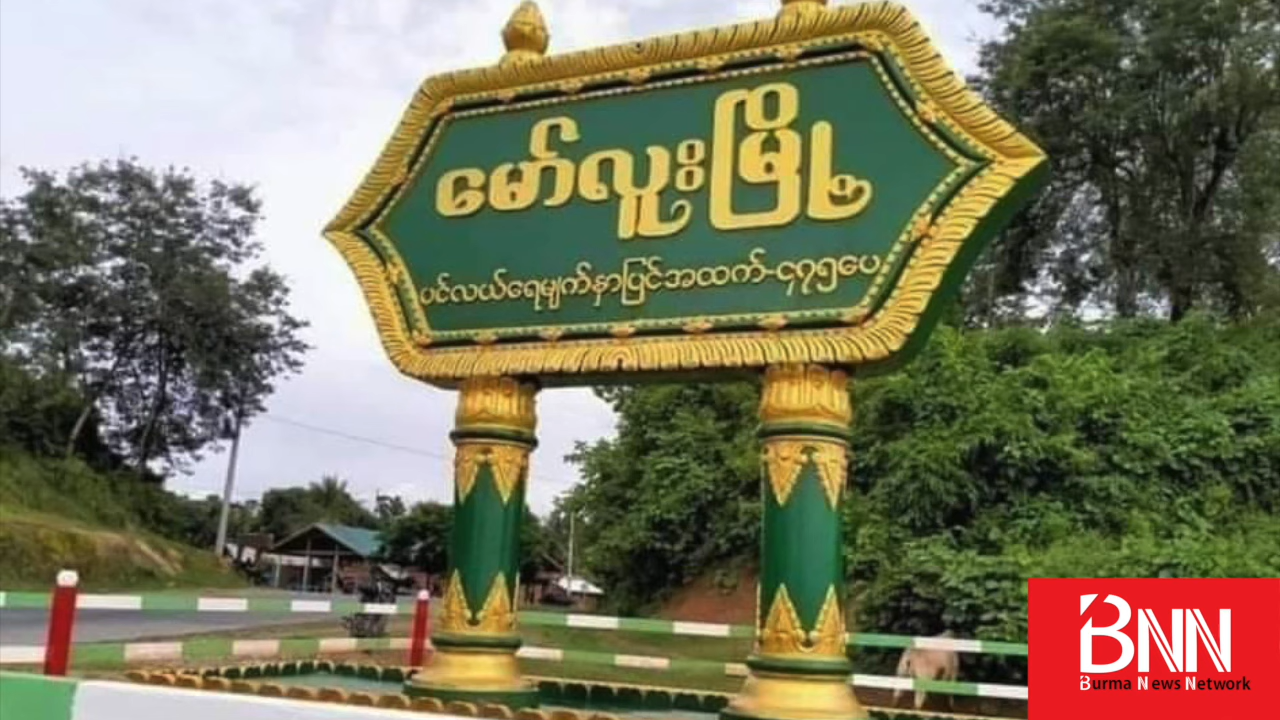 မော်လူးမြို့
ပင်လယ်ရေမျက်နှာပြင်အထက်-၄၇၅ပေ
BNN
Burma News Network